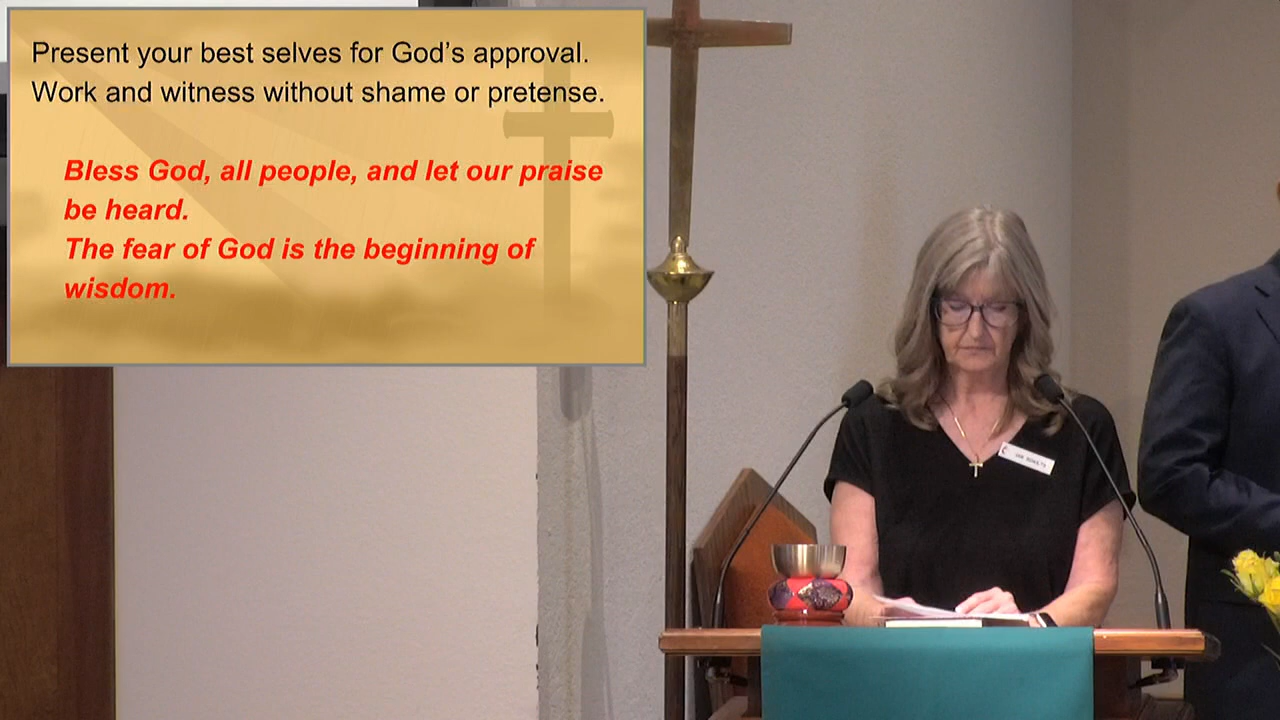 Present your best selves for God’s approval.
Work and witness without shame or pretense.
Bless God, all people, and let our praise
be heard.
The fear of God is the beginning of
wisdom.